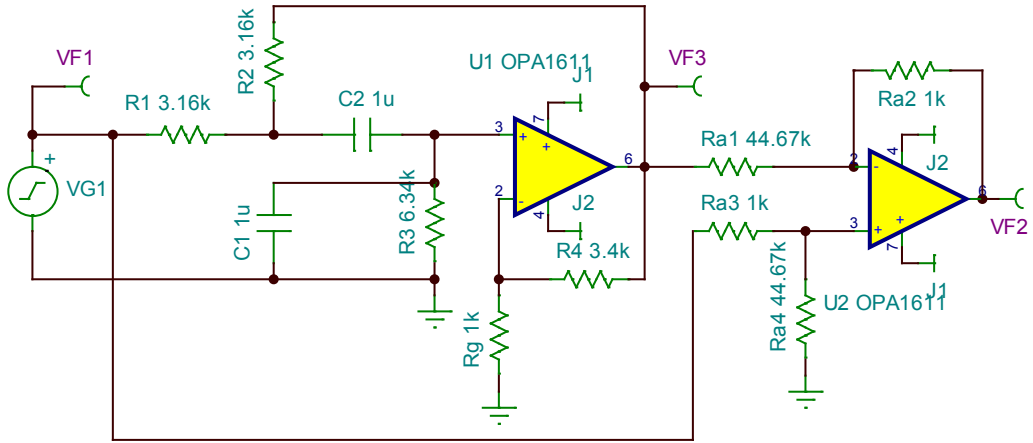 VF1
R1 3.16k
R2 3.16k
C2 1u
U1 OPA1611
J1
VF3
Ra2 1k
VG1
+
C1 1u
R3 6.34k
3
+
7
+
6
2
-
4
J2
R4 3.4k
Rg 1k
Ra1 44.67k
Ra3 1k
Ra4 44.67k
2
-
4
-
J2
6
VF2
3
+
7
+
J1
U2 OPA1611